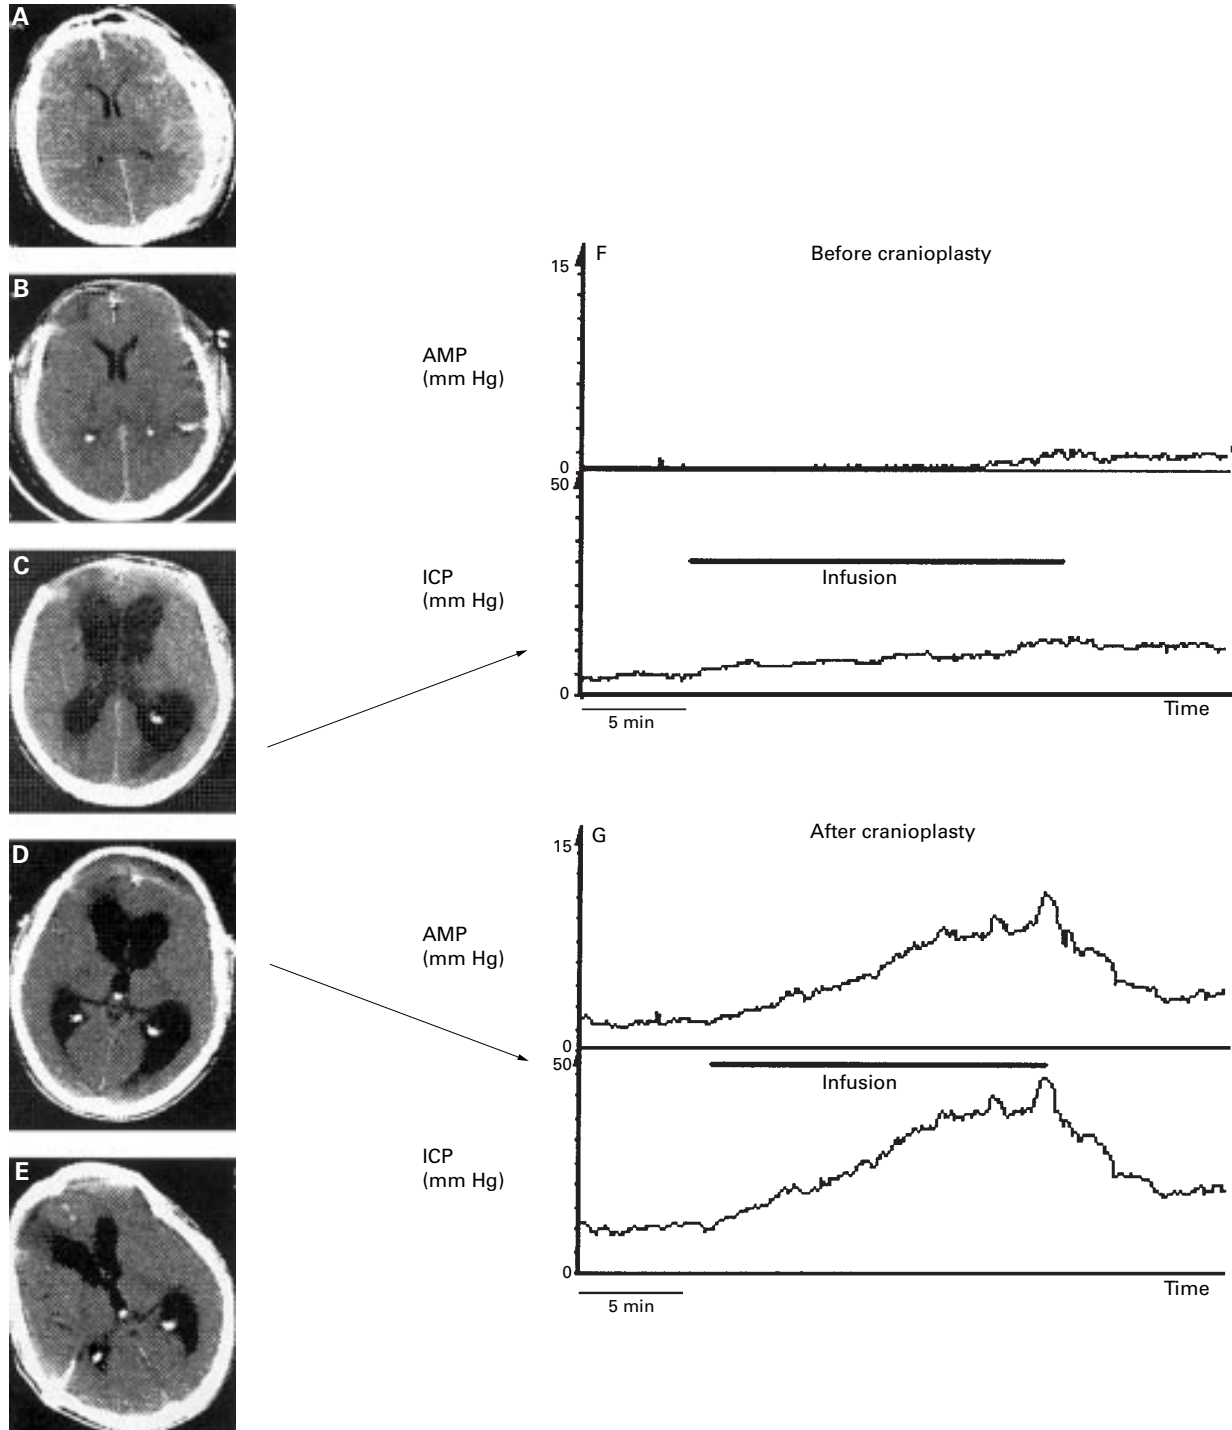 A
B
C
D
E
F
Before cranioplasty
15
AMP
(mm Hg)
0
50
Infusion
ICP
(mm Hg)
0
Time
5 min
G
After cranioplasty
15
AMP
(mm Hg)
0
50
Infusion
ICP
(mm Hg)
0
Time
5 min